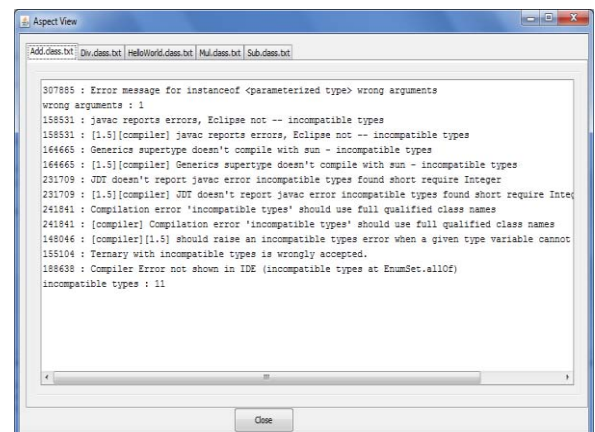 Aspect View
Add.class.txt Div.class.txt HelloWorld.class.txt Mul.class.txt Sub.class.txt
307885 : Error message for instanceof <parameterized type> wrong arguments
wrong arguments : 1
158531 : javac reports errors, Eclipse not -- incompatible types
158531 : [1.5][compiler] javac reports errors, Eclipse not -- incompatible types
164665 : Generics supertype doesn't compile with sun - incompatible types
164665 : [1.5][compiler] Generics supertype doesn't compile with sun - incompatible types
231709 : JDT doesn't report javac error incompatible types found short require Integer
231709 : [1.5][compiler] JDT doesn't report javac error incompatible types found short require Integ
241841 : Compilation error 'incompatible types' should use full qualified class names
241841 : [compiler] Compilation error 'incompatible types' should use full qualified class names
148046 : [compiler][1.5] should raise an incompatible types error when a given type variable cannot
155104 : Ternary with incompatible types is wrongly accepted.
188638 : Compiler Error not shown in IDE (incompatible types at EnumSet.allOf)
incompatible types : 11
Close